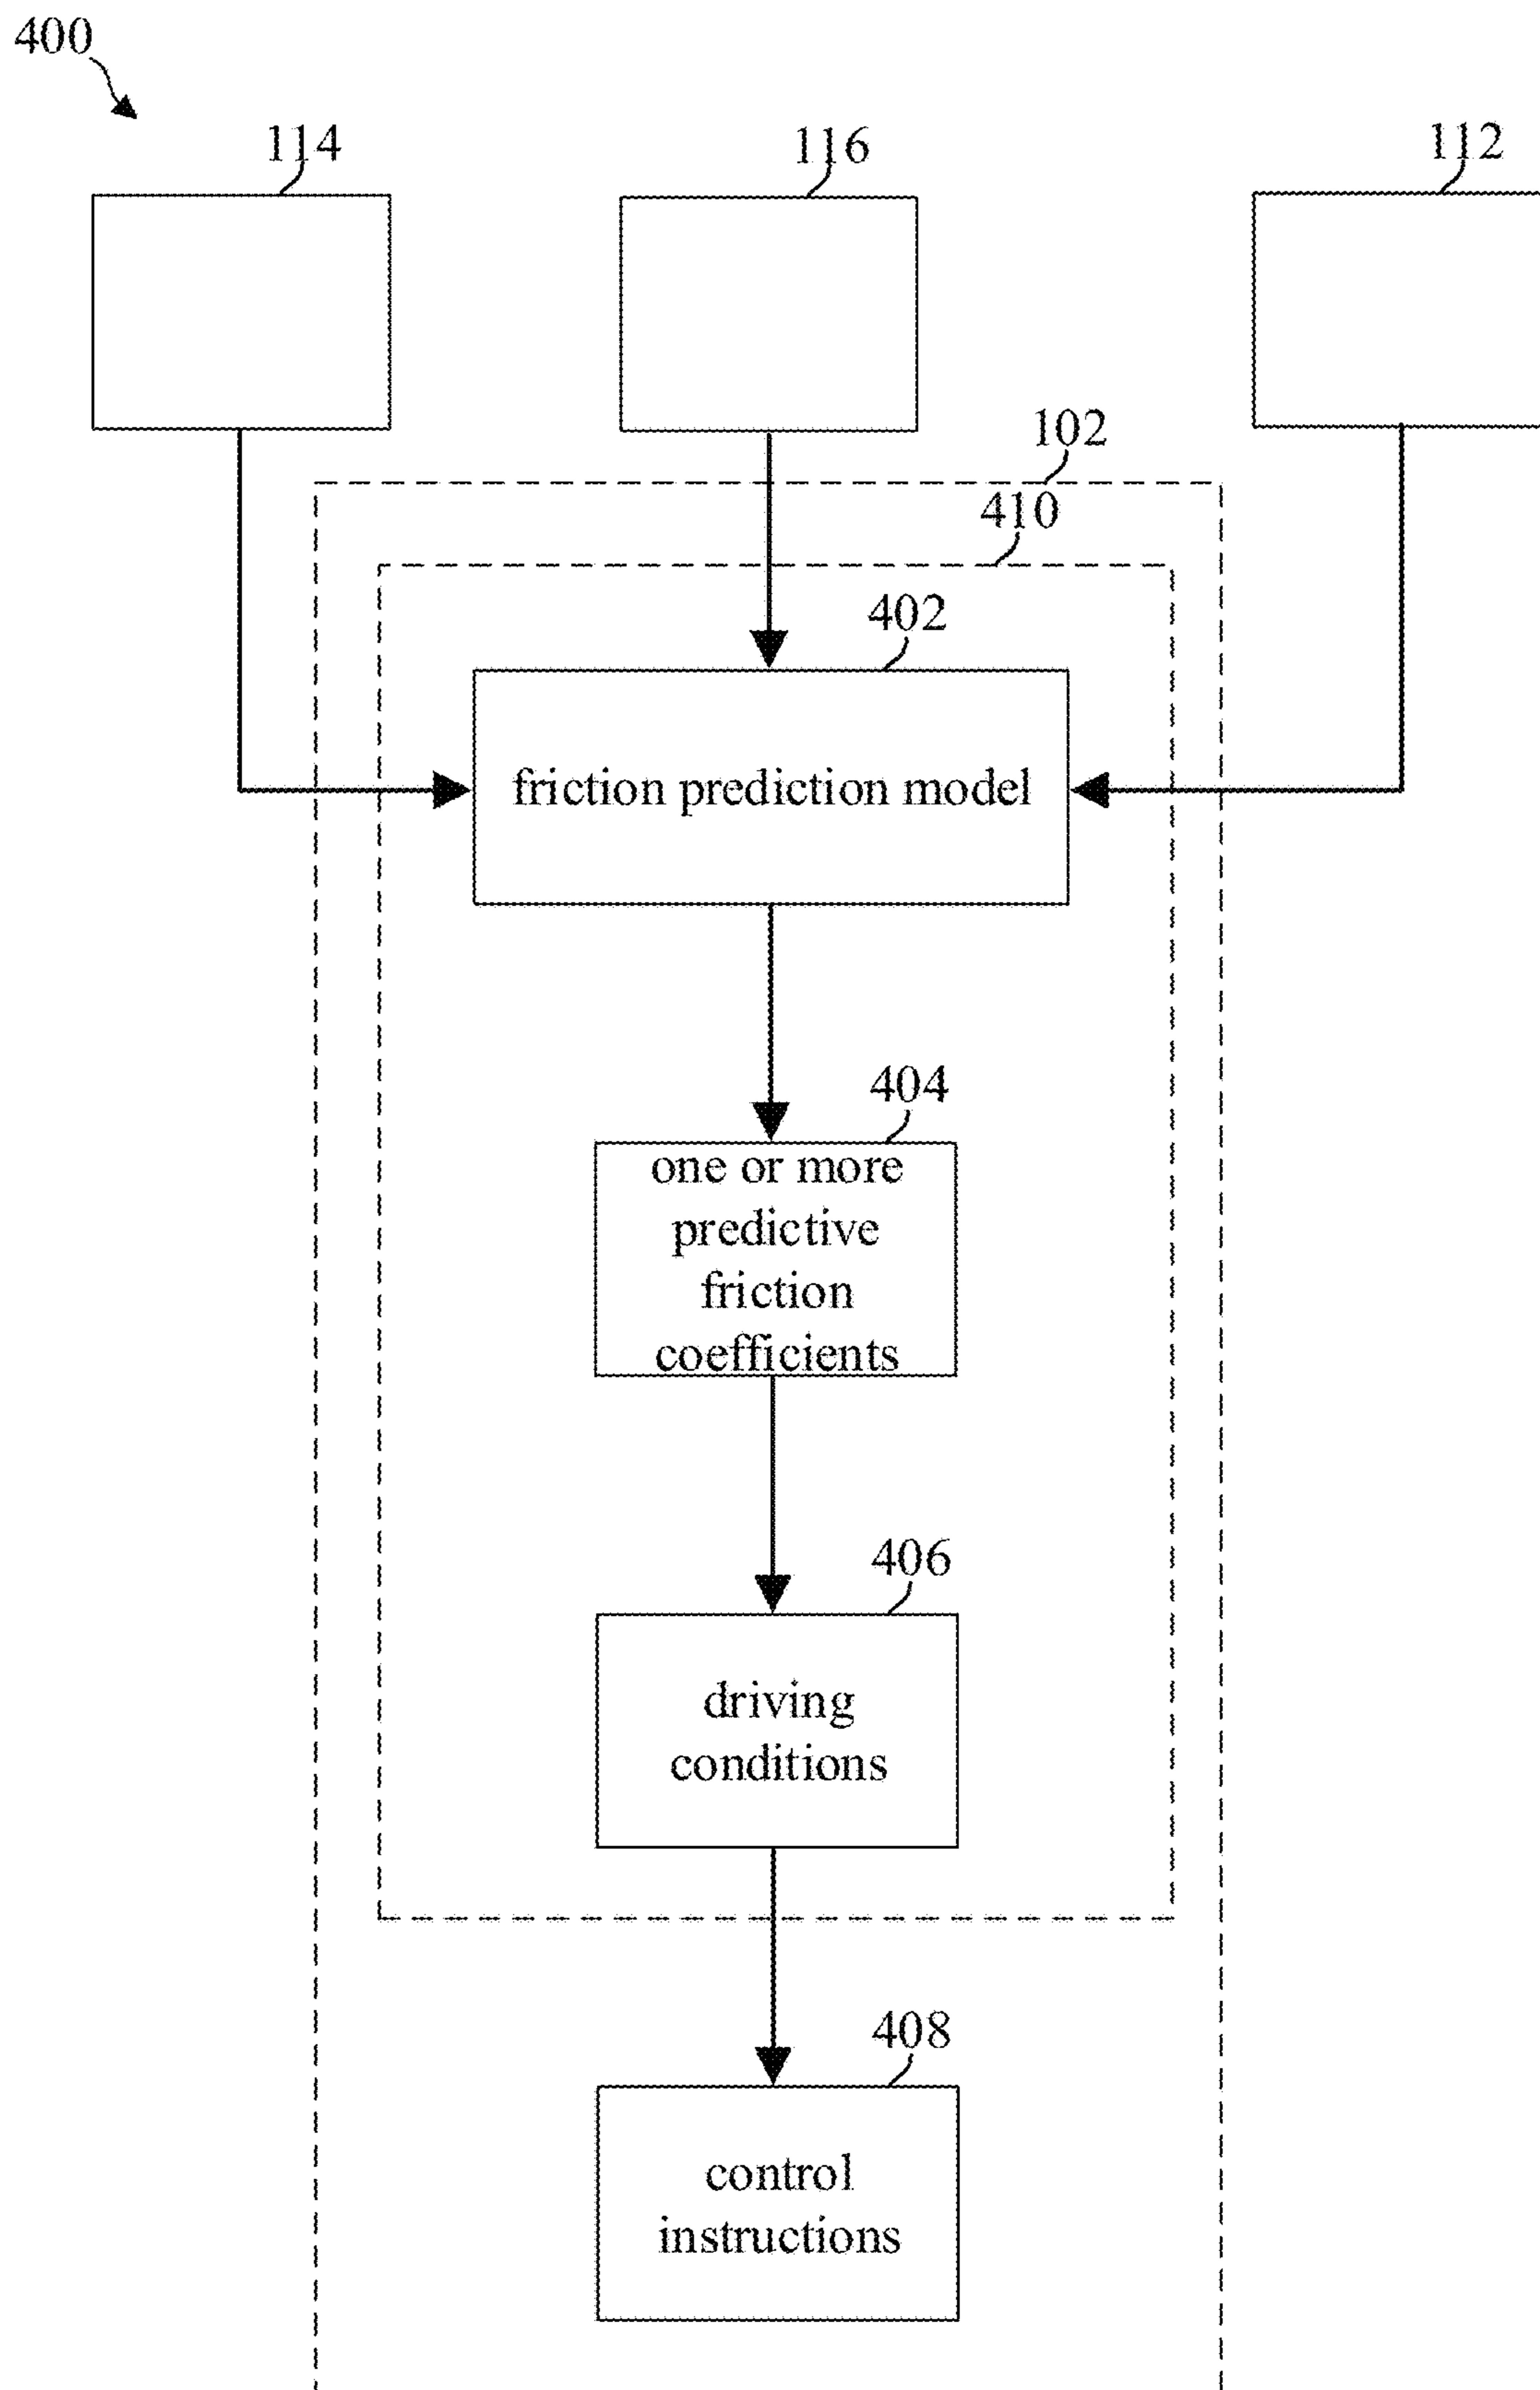 400
114
116
112
102
410
402
friction prediction model
404
one or more
predictive
friction
coefficients
406
driving
conditions
408
control
instructions